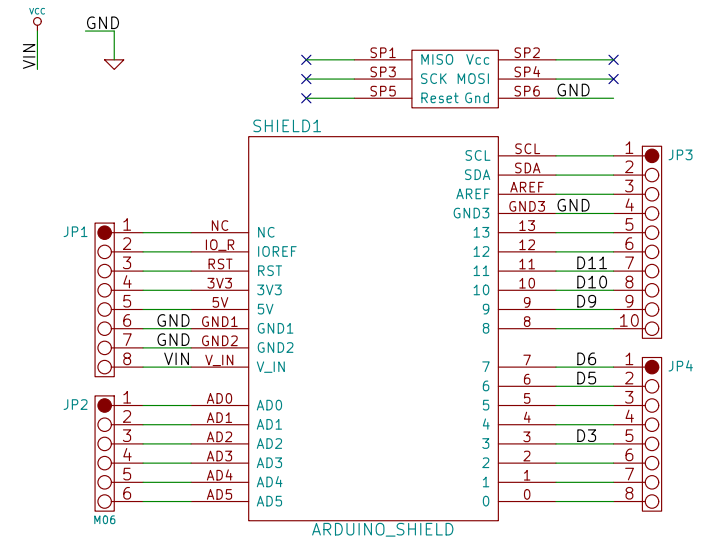 VCC
VIN
GND
SP1 MISO Vcc SP2
SP3 SCK MOSI SP4
SP5 Reset Gnd SP6 GND
SHIELD1
JP1
1 NC NC
2 IO_R IOREF
3 RST RST
4 3V3 3V3
5 5V 5V
6 GND GND1 GND1
7 GND GND2 GND2
8 VIN V_IN V_IN
JP2
1 AD0 AD0
2 AD1 AD1
3 AD2 AD2
4 AD3 AD3
5 AD4 AD4
6 AD5 AD5
M06
JP3
SCL SCL 1
SDA SDA 2
AREF AREF 3
GND3 GND3 GND 4
13 13 5
12 12 6
11 11 D11 7
10 10 D10 8
9 9 D9 9
8 8 10
JP4
7 7 D6 1
6 6 D5 2
5 5 3
4 4 4
3 3 D3 5
2 2 6
1 1 7
0 0 8
ARDUINO_SHIELD